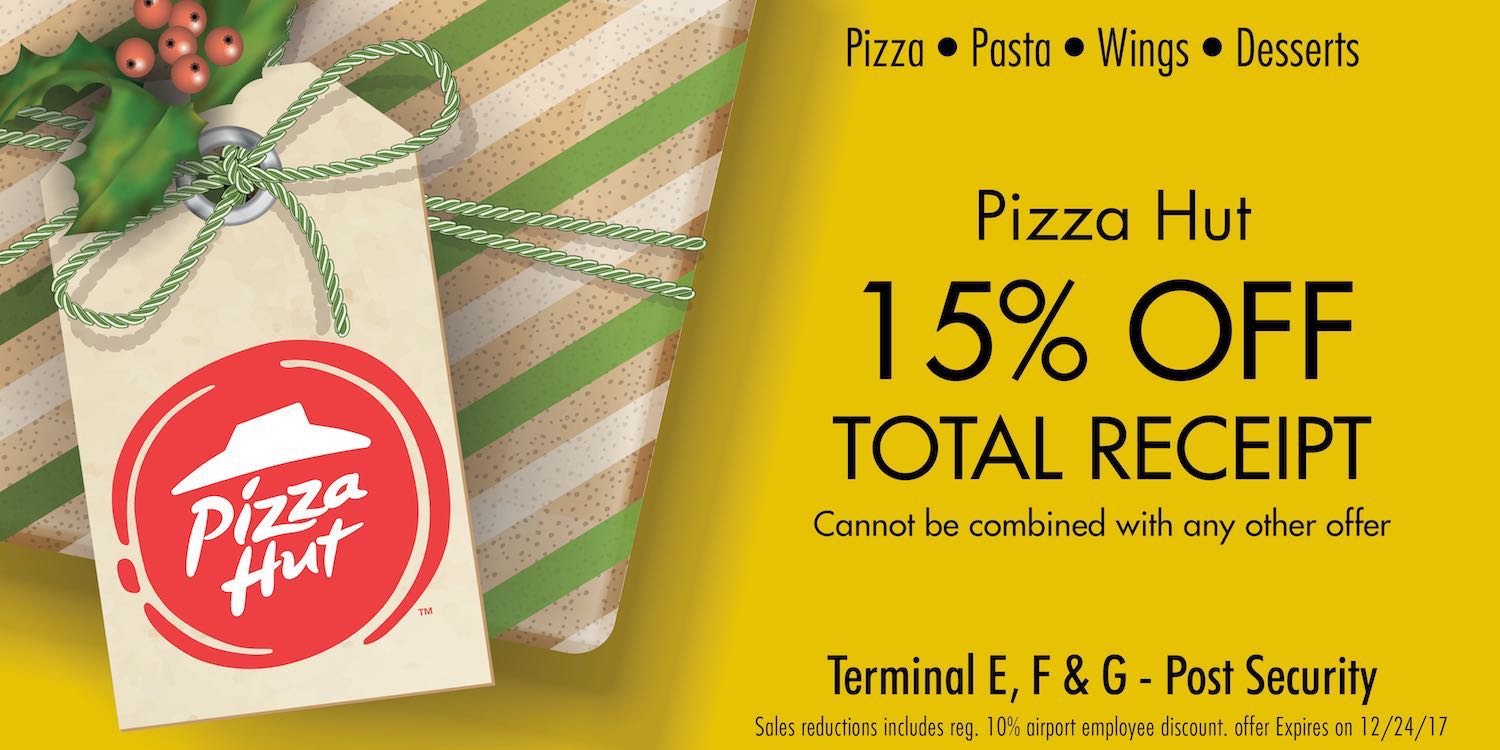 Pizza • Pasta • Wings • Desserts
Pizza Hut
15% OFF
TOTAL RECEIPT
Cannot be combined with any other offer
Terminal E, F & G - Post Security
Sales reductions includes reg. 10% airport employee discount. offer Expires on 12/24/17
Pizza
Hut
TM